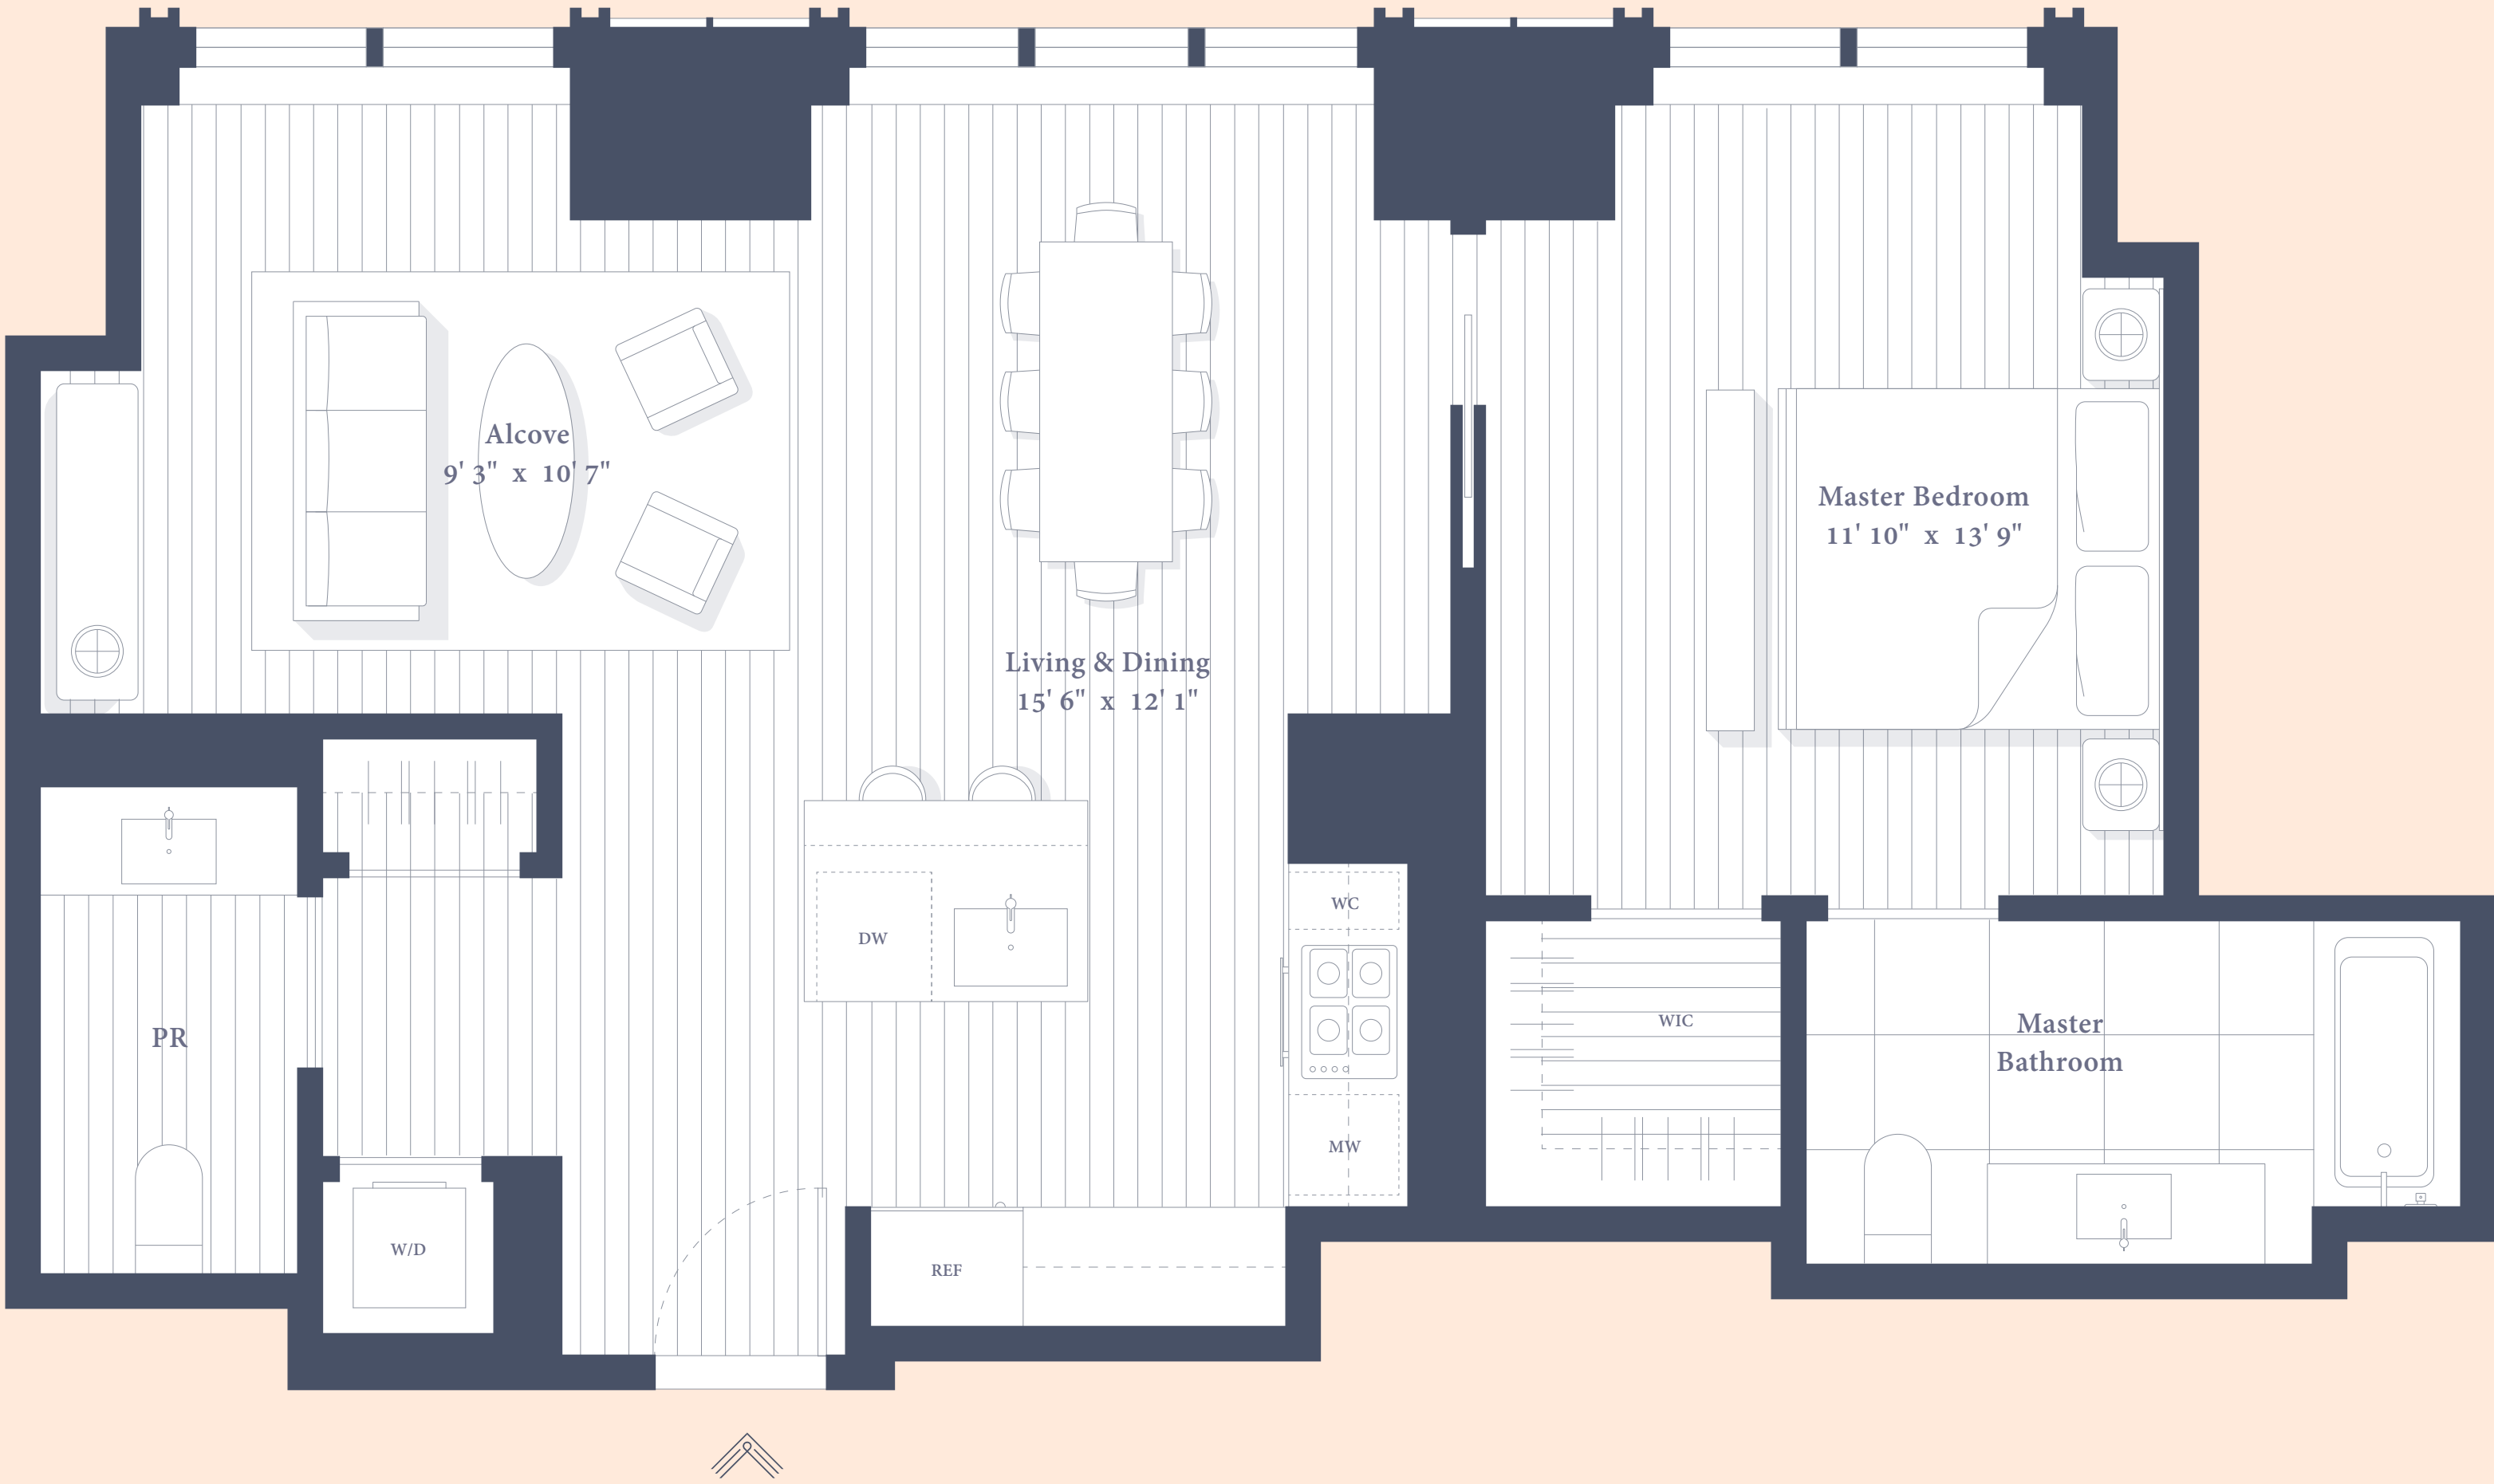 Alcove
9' 3" x 10' 7"
Master Bedroom
11' 10" x 13' 9"
Living & Dining
15' 6" x 12' 1"
WC
DW
PR
WIC
Master
Bathroom
MW
W/D
REF